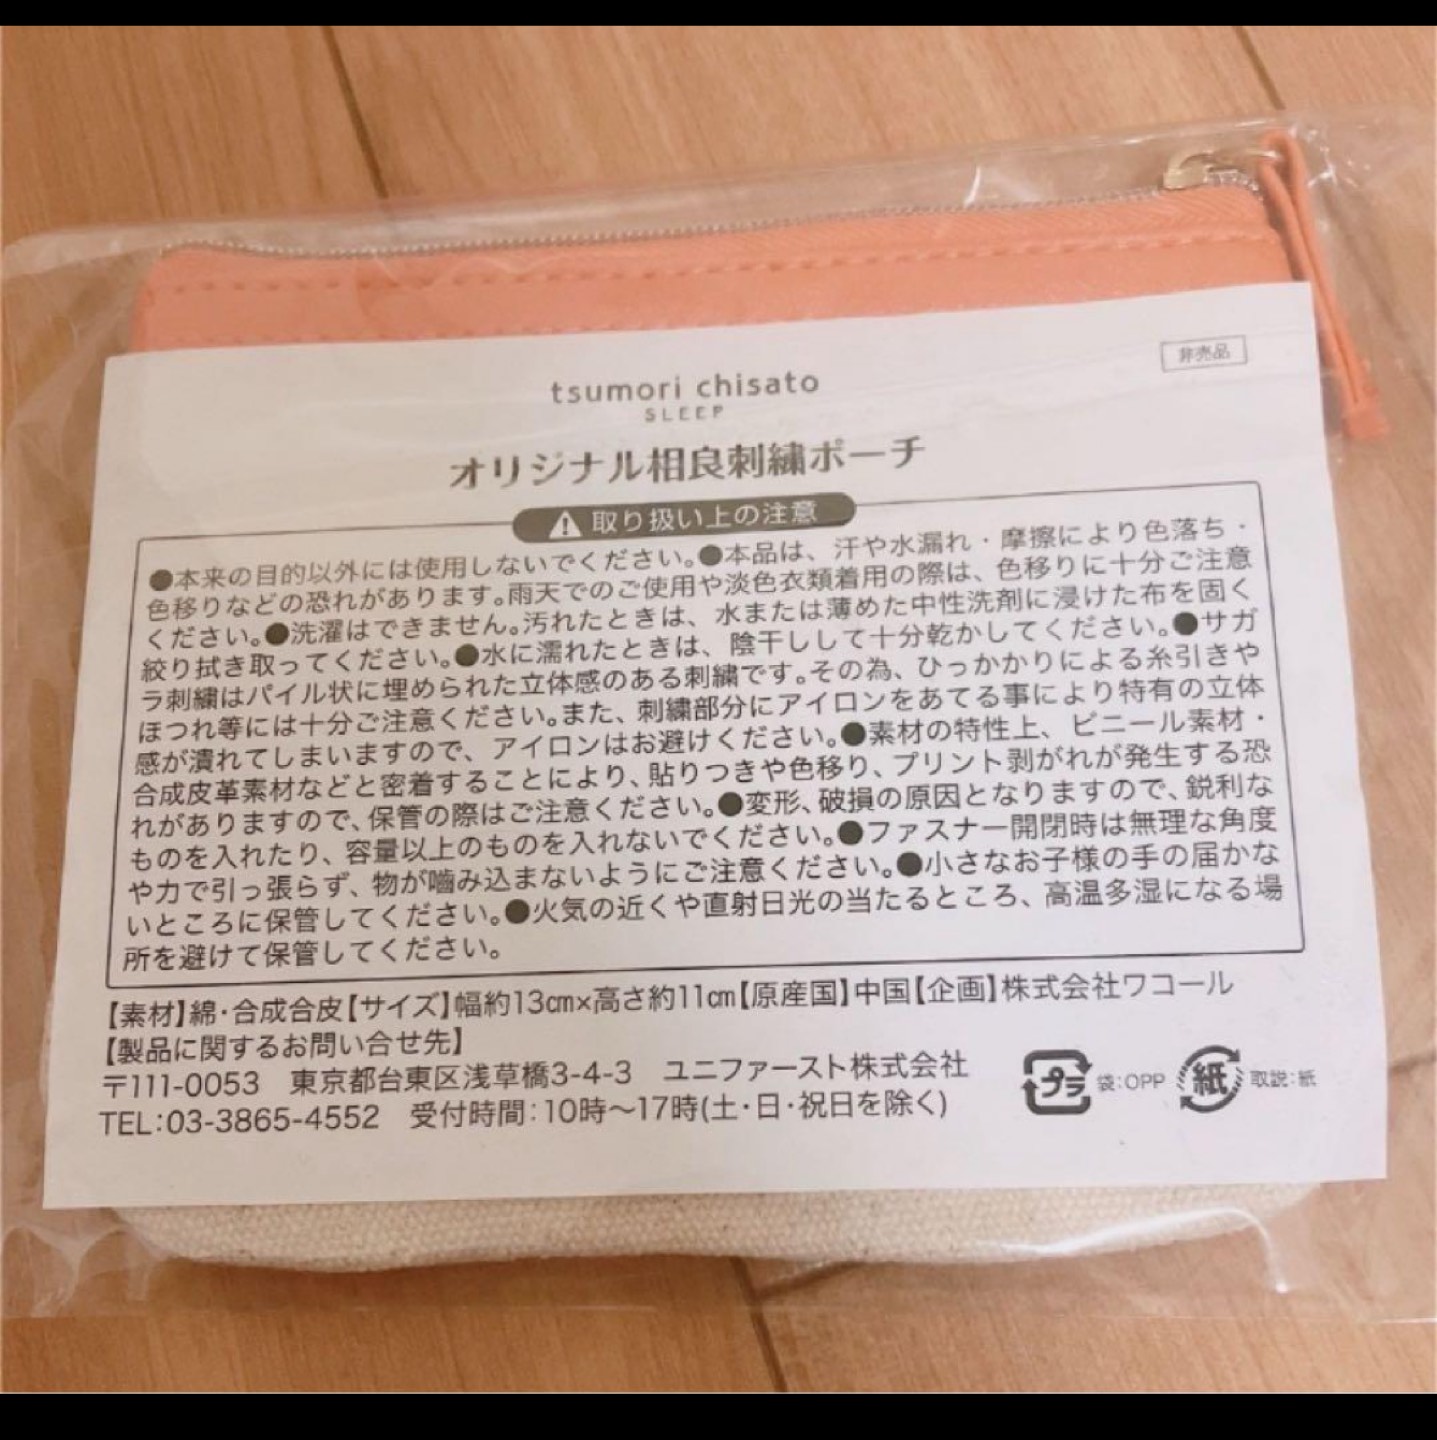 非売品
tsumori chisato
SLEEP
オリジナル相良刺繍ポーチ
取り扱い上の注意
●本来の目的以外には使用しないでください。●本品は、汗や水漏れ・摩擦により色落ち・
色移りなどの恐れがあります。雨天でのご使用や淡色衣類着用の際は、色移りに十分ご注意
ください。●洗濯はできません。汚れたときは、水または薄めた中性洗剤に浸けた布を固く
絞り拭き取ってください。●水に濡れたときは、陰干しして十分乾かしてください。●サガ
ラ刺繍はパイル状に埋められた立体感のある刺繍です。その為、ひっかかりによる糸引きや
ほつれ等には十分ご注意ください。また、刺繍部分にアイロンをあてる事により特有の立体
感が潰れてしまいますので、アイロンはお避けください。●素材の特性上、ビニール素材・
合成皮革素材などと密着することにより、貼りつきや色移り、プリント剥がれが発生する恐
れがありますので、保管の際はご注意ください。●変形、破損の原因となりますので、鋭利な
ものを入れたり、容量以上のものを入れないでください。●ファスナー開閉時は無理な角度
や力で引っ張らず、物が嚙み込まないようにご注意ください。●小さなお子様の手の届かな
いところに保管してください。●火気の近くや直射日光の当たるところ、高温多湿になる場
所を避けて保管してください。
【素材】綿・合成合皮【サイズ】幅約13cm×高さ約11cm【原産国】中国【企画】株式会社ワコール
【製品に関するお問い合せ先】
〒111-0053 東京都台東区浅草橋3-4-3 ユニファースト株式会社
TEL:03-3865-4552 受付時間:10時〜17時(土・日・祝日を除く)
プラ 袋:OPP 紙 取説:紙